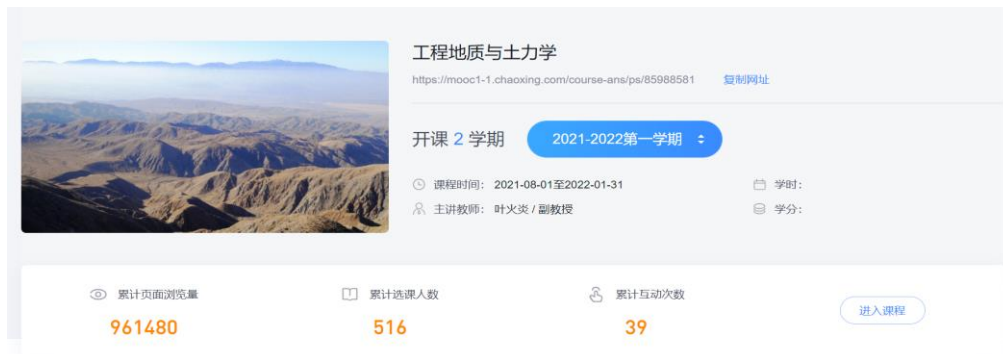 工程地质与土力学
https://mooc1-1.chaoxing.com/course-ans/ps/85988581 复制网址
开课 2 学期 2021-2022第一学期
课程时间： 2021-08-01至2022-01-31 学时：
主讲教师： 叶火炎 / 副教授 学分：
累计页面浏览量 累计选课人数 累计互动次数
进入课程
961480 516 39